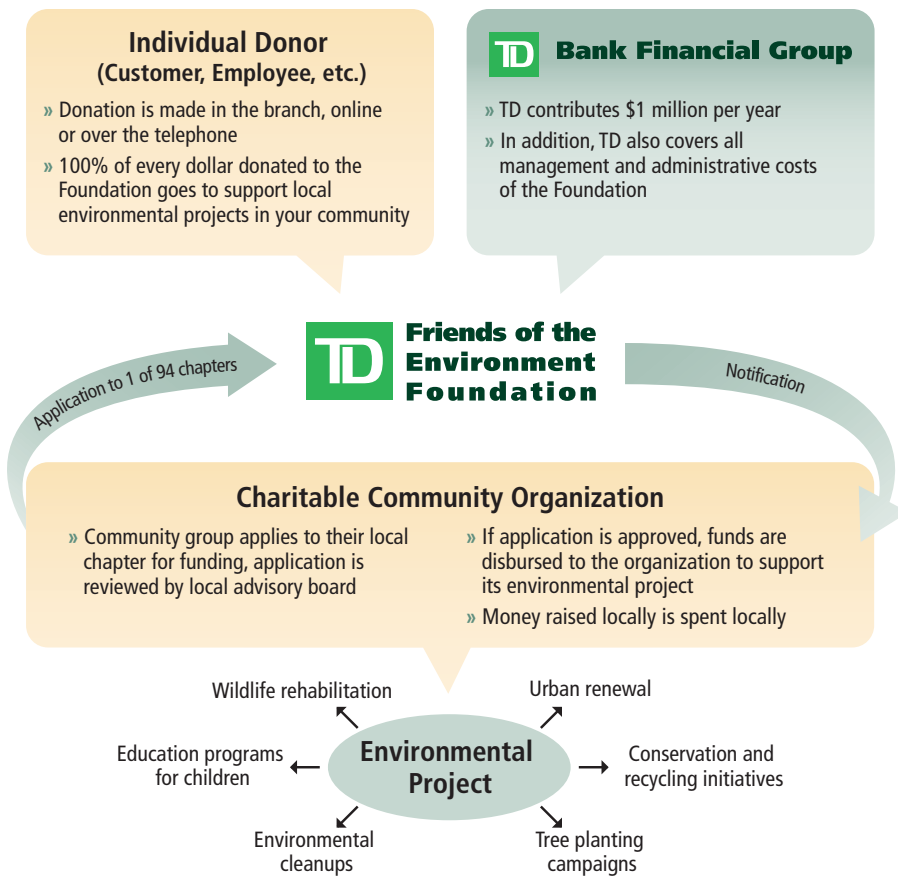 Individual Donor
(Customer, Employee, etc.)
» Donation is made in the branch, online
or over the telephone
» 100% of every dollar donated to the
Foundation goes to support local
environmental projects in your community
TD Bank Financial Group
» TD contributes $1 million per year
» In addition, TD also covers all
management and administrative costs
of the Foundation
Application to 1 of 94 chapters
TD
Friends of the
Environment
Foundation
Notification
Charitable Community Organization
» Community group applies to their local
chapter for funding, application is
reviewed by local advisory board
» If application is approved, funds are
disbursed to the organization to support
its environmental project
» Money raised locally is spent locally
Wildlife rehabilitation
Urban renewal
Education programs
for children
Environmental
Project
Conservation and
recycling initiatives
Environmental
cleanups
Tree planting
campaigns